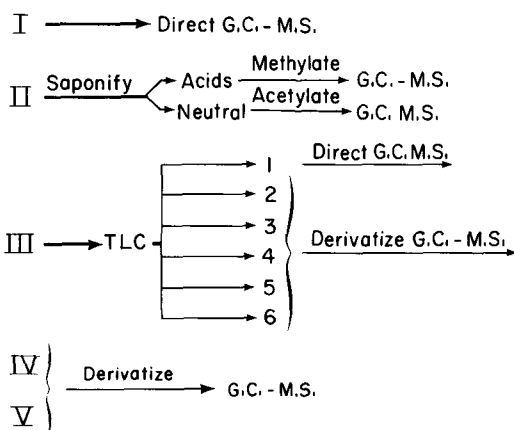 I Direct G.C. - M.S.
II Saponify Acids Methylate G.C. - M.S.
Neutral Acetylate G.C. M.S.
1 Direct G.C. M.S.
2
3
III TLC 4 Derivatize G.C. - M.S.
5
6
IV
Derivatize G.C. - M.S.
V